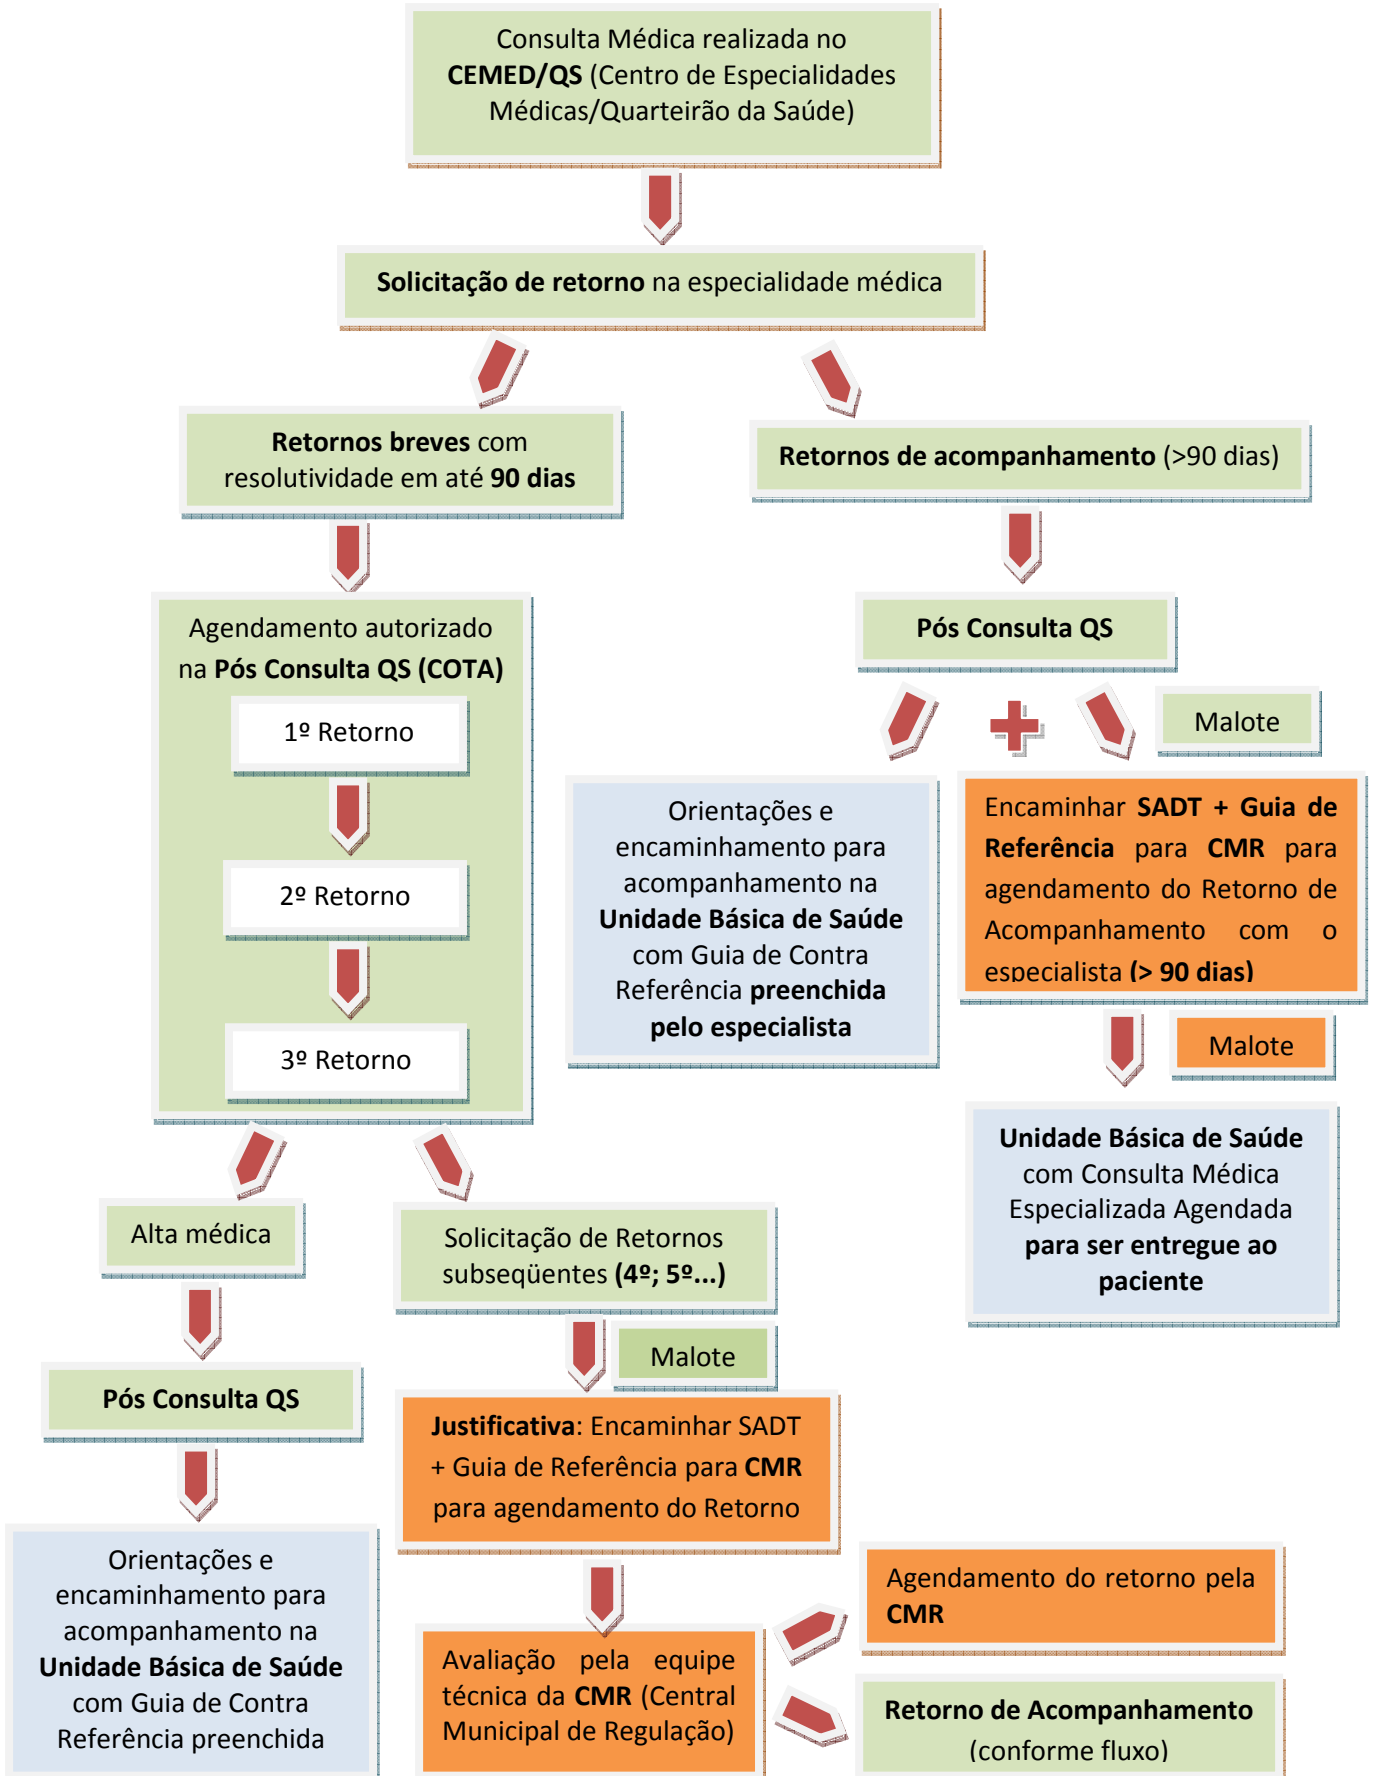 Consulta Médica realizada no
CEMED/QS (Centro de Especialidades
Médicas/Quarteirão da Saúde)
Solicitação de retorno na especialidade médica
Retornos breves com
resolutividade em até 90 dias
Retornos de acompanhamento (>90 dias)
Agendamento autorizado
na Pós Consulta QS (COTA)
1º Retorno
2º Retorno
3º Retorno
Pós Consulta QS
Malote
Orientações e
encaminhamento para
acompanhamento na
Unidade Básica de Saúde
com Guia de Contra
Referência preenchida
pelo especialista
Encaminhar SADT + Guia de
Referência para CMR para
agendamento do Retorno de
Acompanhamento com o
especialista (> 90 dias)
Malote
Unidade Básica de Saúde
com Consulta Médica
Especializada Agendada
para ser entregue ao
paciente
Alta médica
Solicitação de Retornos
subseqüentes (4º; 5º...)
Malote
Pós Consulta QS
Justificativa: Encaminhar SADT
+ Guia de Referência para CMR
para agendamento do Retorno
Orientações e
encaminhamento para
acompanhamento na
Unidade Básica de Saúde
com Guia de Contra
Referência preenchida
Avaliação pela equipe
técnica da CMR (Central
Municipal de Regulação)
Agendamento do retorno pela
CMR
Retorno de Acompanhamento
(conforme fluxo)